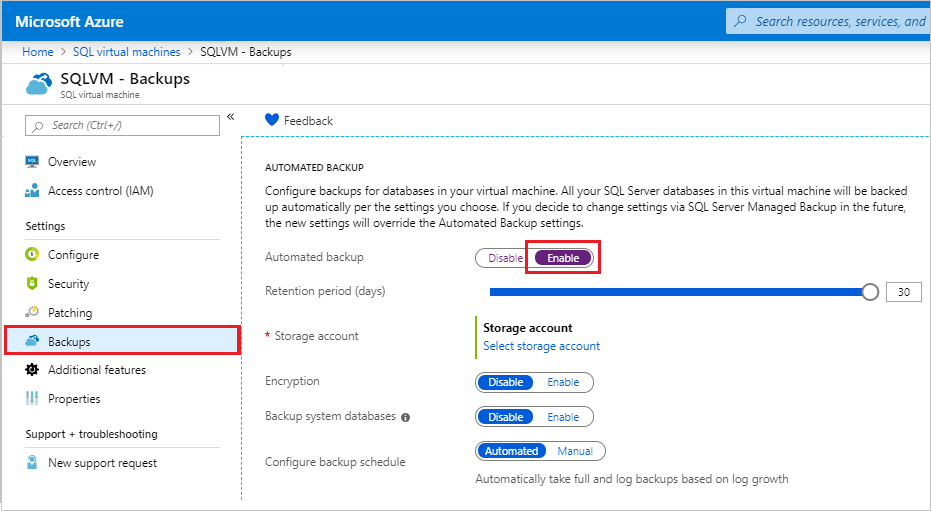 Microsoft Azure
Search resources, services, and
Home > SQL virtual machines > SQLVM - Backups
SQLVM - Backups
SQL virtual machine
Search (Ctrl+/)
«
Feedback
Overview
Access control (IAM)
Settings
Configure
Security
Patching
Backups
Additional features
Properties
Support + troubleshooting
New support request
AUTOMATED BACKUP
Configure backups for databases in your virtual machine. All your SQL Server databases in this virtual machine will be backed
up automatically per the settings you choose. If you decide to change settings via SQL Server Managed Backup in the future,
the new settings will override the Automated Backup settings.
Automated backup Disable Enable
Retention period (days) 30
* Storage account
Storage account
Select storage account
Encryption Disable Enable
Backup system databases Disable Enable
Configure backup schedule Automated Manual
Automatically take full and log backups based on log growth